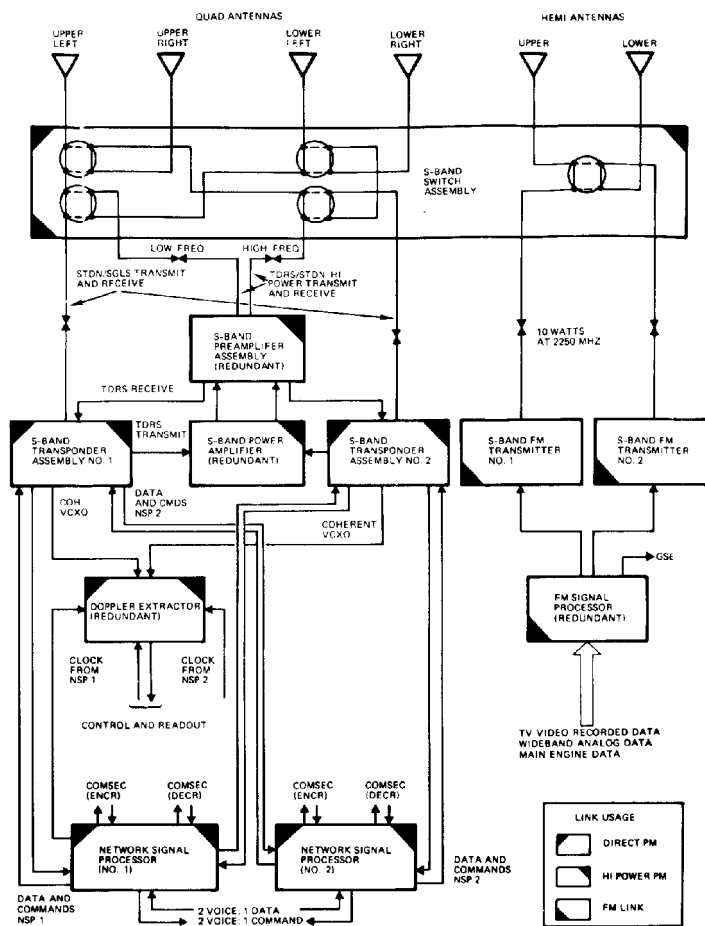 QUAD ANTENNAS
HEMI ANTENNAS
UPPER
LEFT
UPPER
RIGHT
LOWER
LEFT
LOWER
RIGHT
UPPER
LOWER
S-BAND
SWITCH
ASSEMBLY
LOW FREQ
HIGH FREQ
STDN/SGLS TRANSMIT
AND RECEIVE
TDRS/STDN HI
POWER TRANSMIT
AND RECEIVE
S-BAND
PREAMPLIFER
ASSEMBLY
(REDUNDANT)
10 WATTS
AT 2250 MHZ
TDRS RECEIVE
S-BAND
TRANSPONDER
ASSEMBLY NO. 1
TDRS
TRANSMIT
S-BAND POWER
AMPLIFIER
(REDUNDANT)
S-BAND
TRANSPONDER
ASSEMBLY NO. 2
S-BAND FM
TRANSMITTER
NO. 1
S-BAND FM
TRANSMITTER
NO. 2
COH
VCXO
DATA
AND CMDS
NSP 2
COHERENT
VCXO
GSE
DOPPLER EXTRACTOR
(REDUNDANT)
FM SIGNAL
PROCESSOR
(REDUNDANT)
CLOCK
FROM
NSP 1
CLOCK
FROM
NSP 2
CONTROL AND READOUT
TV VIDEO RECORDED DATA
WIDEBAND ANALOG DATA
MAIN ENGINE DATA
COMSEC
(ENCR)
COMSEC
(DECR)
COMSEC
(ENCR)
COMSEC
(DECR)
NETWORK SIGNAL
PROCESSOR
(NO. 1)
NETWORK SIGNAL
PROCESSOR
(NO. 2)
DATA AND
COMMANDS
NSP 1
DATA AND
COMMANDS
NSP 2
2 VOICE: 1 DATA
2 VOICE: 1 COMMAND
LINK USAGE
DIRECT PM
HI POWER PM
FM LINK